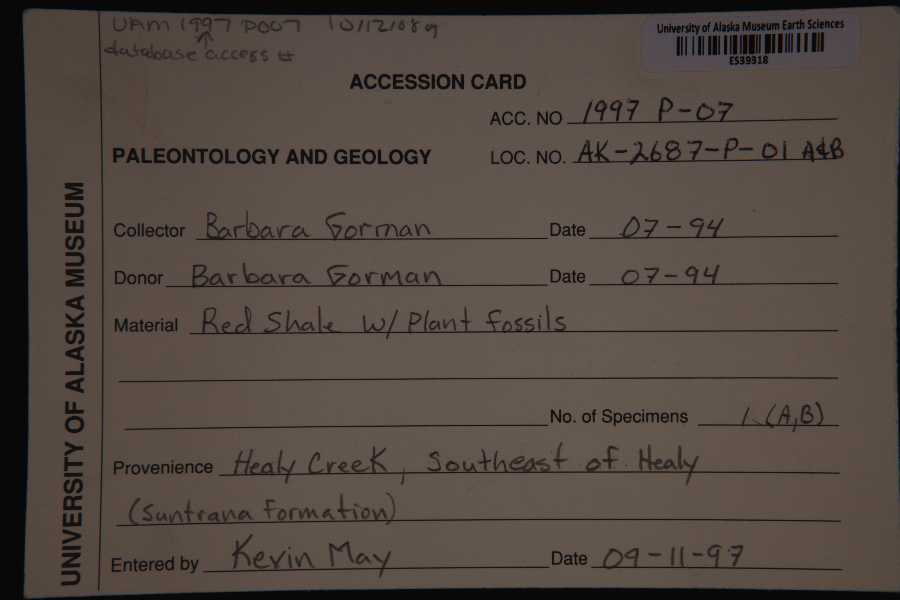 UAM 1997 P007 10/12/08
database access #
University of Alaska Museum Earth Sciences
ES39318
ACCESSION CARD
ACC. NO 1997 P-07
PALEONTOLOGY AND GEOLOGY
LOC. NO. AK-2687-P-01 A&B
UNIVERSITY OF ALASKA MUSEUM
Collector Barbara Gorman Date 07-94
Donor Barbara Gorman Date 07-94
Material Red Shale w/ Plant fossils
No. of Specimens 1 (A,B)
Provenience Healy Creek, Southeast of Healy
(Suntrana formation)
Entered by Kevin May Date 09-11-97